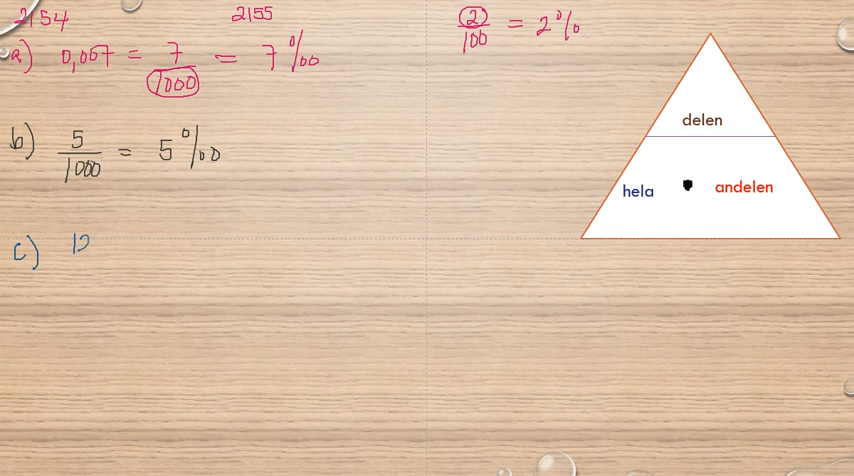 2154
2155
a) 0,007 = 7/1000 = 7 ‰
2/100 = 2 %
b) 5/1000 = 5 ‰
c) 12
delen
hela • andelen